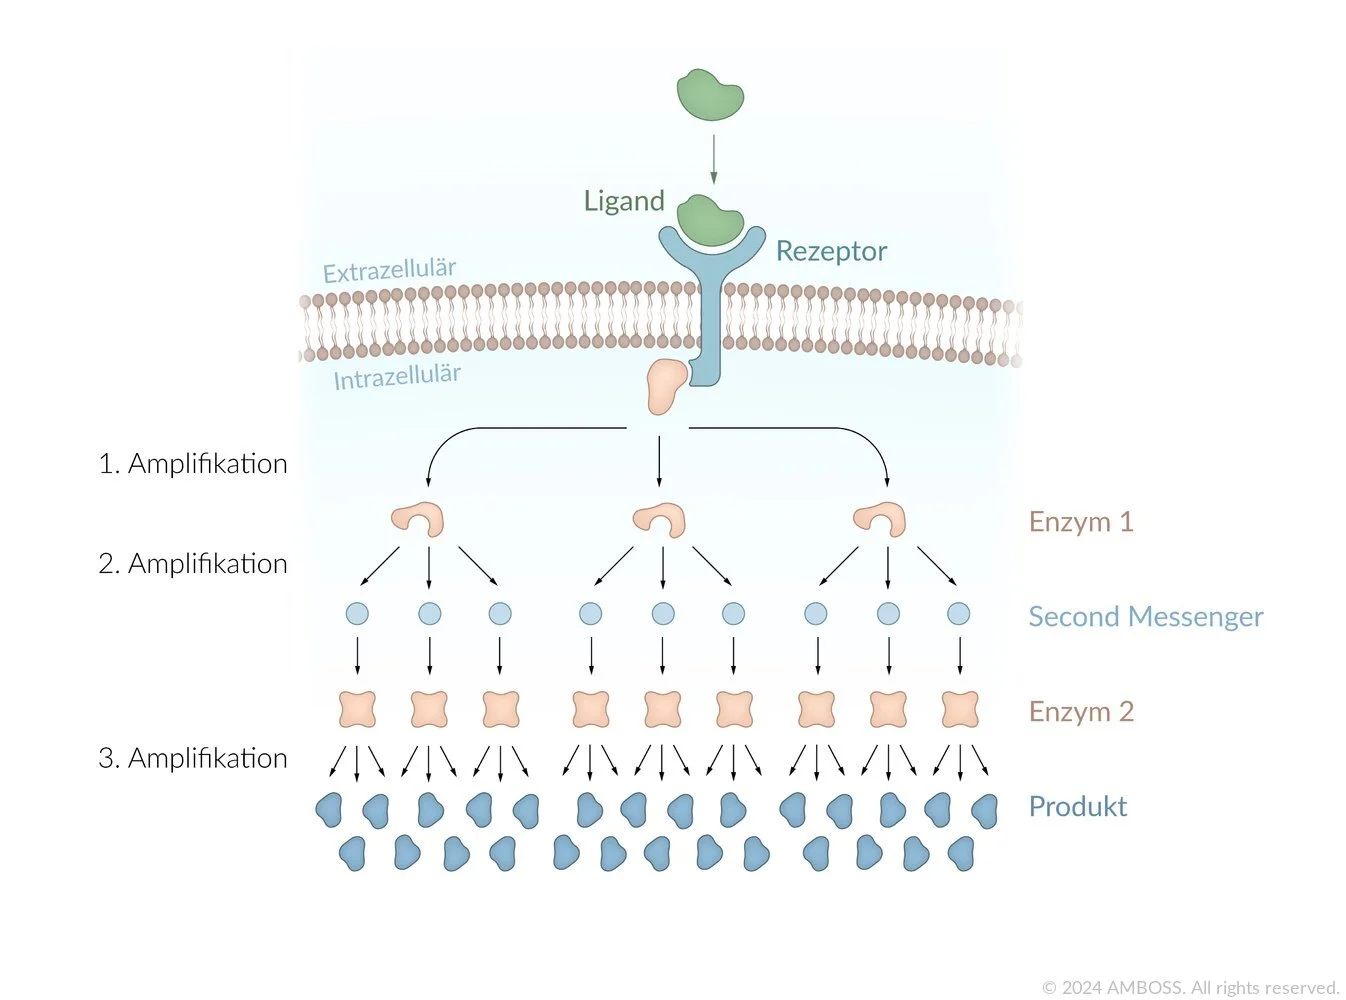 Ligand
Rezeptor
Extrazellulär
Intrazellulär
1. Amplifikation
Enzym 1
2. Amplifikation
Second Messenger
Enzym 2
3. Amplifikation
Produkt
© 2024 AMBOSS. All rights reserved.